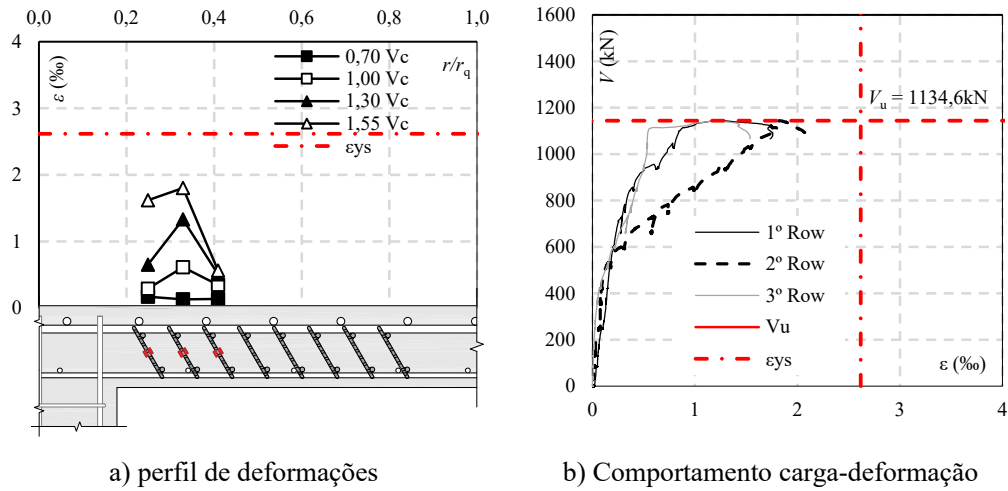 0,0 0,2 0,4 0,6 0,8 1,0
4
3
2
1
0
ε (‰)
r/rq
0,70 Vc
1,00 Vc
1,30 Vc
1,55 Vc
εys
a) perfil de deformações
1600
1400
1200
1000
800
600
400
200
0
V (kN)
Vu = 1134,6kN
1º Row
2º Row
3º Row
Vu
εys
ε (‰)
0 1 2 3 4
b) Comportamento carga-deformação